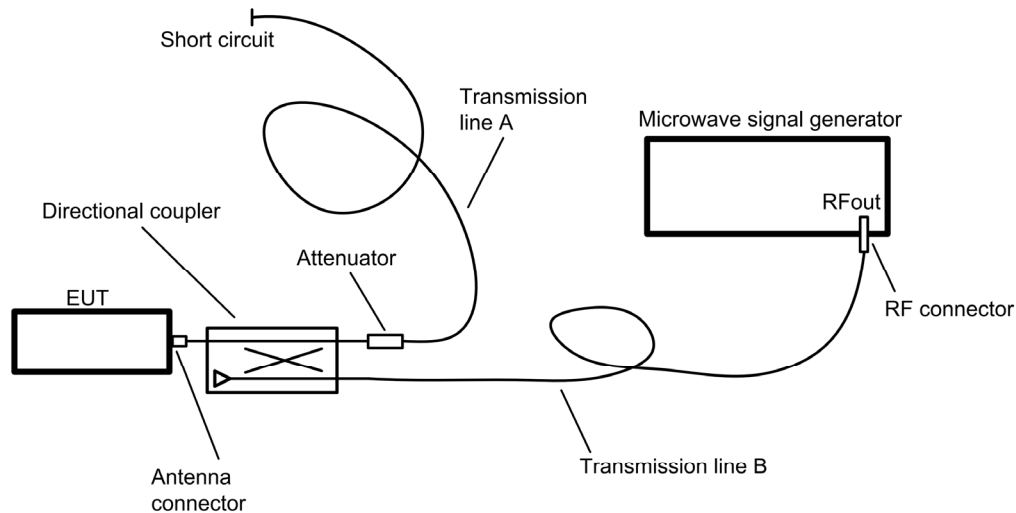 Short circuit
Transmission
line A
Microwave signal generator
RFout
Directional coupler
Attenuator
RF connector
EUT
Transmission line B
Antenna
connector